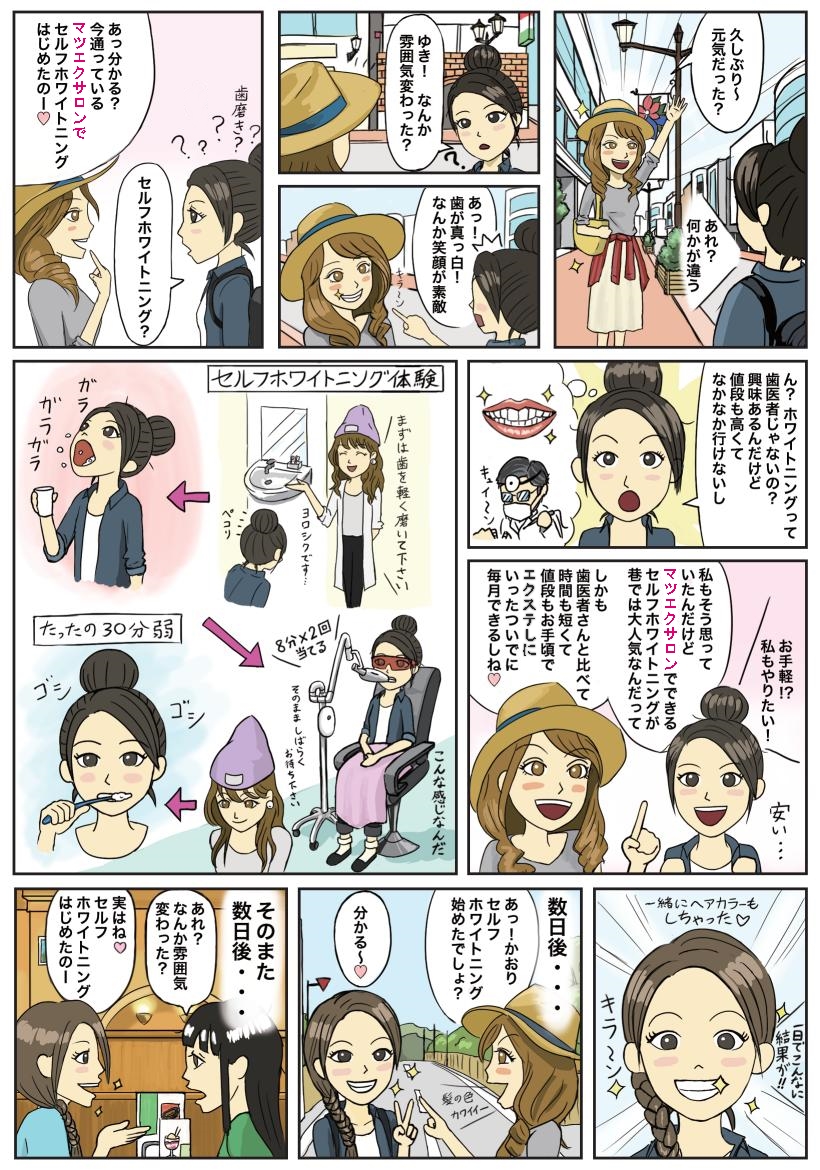 久しぶり〜
元気だった?
あれ?
何かが違う
ゆき! なんか
雰囲気変わった?
?
あっ!
歯が真っ白!
なんか笑顔が素敵
キラーン
あっ分かる?
今通っている
マツエクサロンで
セルフホワイトニング
はじめたのー♡
歯磨き?
????
セルフホワイトニング?
ん? ホワイトニングって
歯医者じゃないの?
興味あるんだけど
値段も高くて
なかなか行けないし
キュイーン
お手軽!?
私もやりたい!
安い・・・
私もそう思って
いたんだけど
マツエクサロンでできる
セルフホワイトニングが
巷では大人気なんだって
しかも
歯医者さんと比べて
時間も短くて
値段もお手頃で
エクステしに
いったついでに
毎月できるしね♡
セルフホワイトニング体験
まずは歯を軽く磨いて下さい
ヨロシクです…
ペコリ
ガラ
ガラガラ
たったの30分弱
ゴシ
ゴシ
8分×2回
当てる
そのまましばらく
お待ち下さい
こんな感じなんだ
一緒にヘアカラーも
しちゃった♡
一日でこんなに
結果が!!
キラーン
数日後・・・
あっ!かおり
セルフ
ホワイトニング
始めたでしょ?
分かる〜♡
髪の色
カワイイー
そのまた
数日後・・・
あれ?
なんか雰囲気
変わった?
実はね♡
セルフ
ホワイトニング
はじめたのー